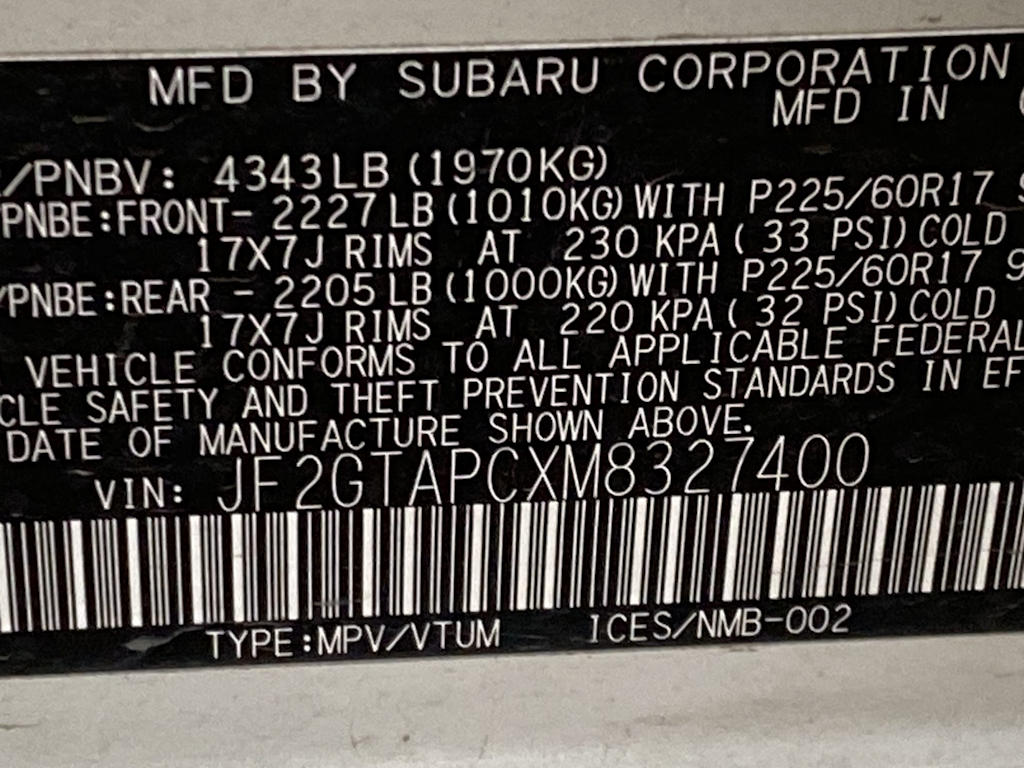 MFD BY SUBARU CORPORATION
MFD IN
/PNBV: 4343LB (1970KG)
/PNBE:FRONT- 2227LB(1010KG)WITH P225/60R17
17X7J RIMS AT 230 KPA( 33 PSI)COLD
/PNBE:REAR - 2205LB(1000KG)WITH P225/60R17 9
17X7J RIMS AT 220 KPA( 32 PSI)COLD
VEHICLE CONFORMS TO ALL APPLICABLE FEDERAL
CLE SAFETY AND THEFT PREVENTION STANDARDS IN EF
DATE OF MANUFACTURE SHOWN ABOVE.
VIN: JF2GTAPCXM8327400
TYPE:MPV/VTUM ICES/NMB-002